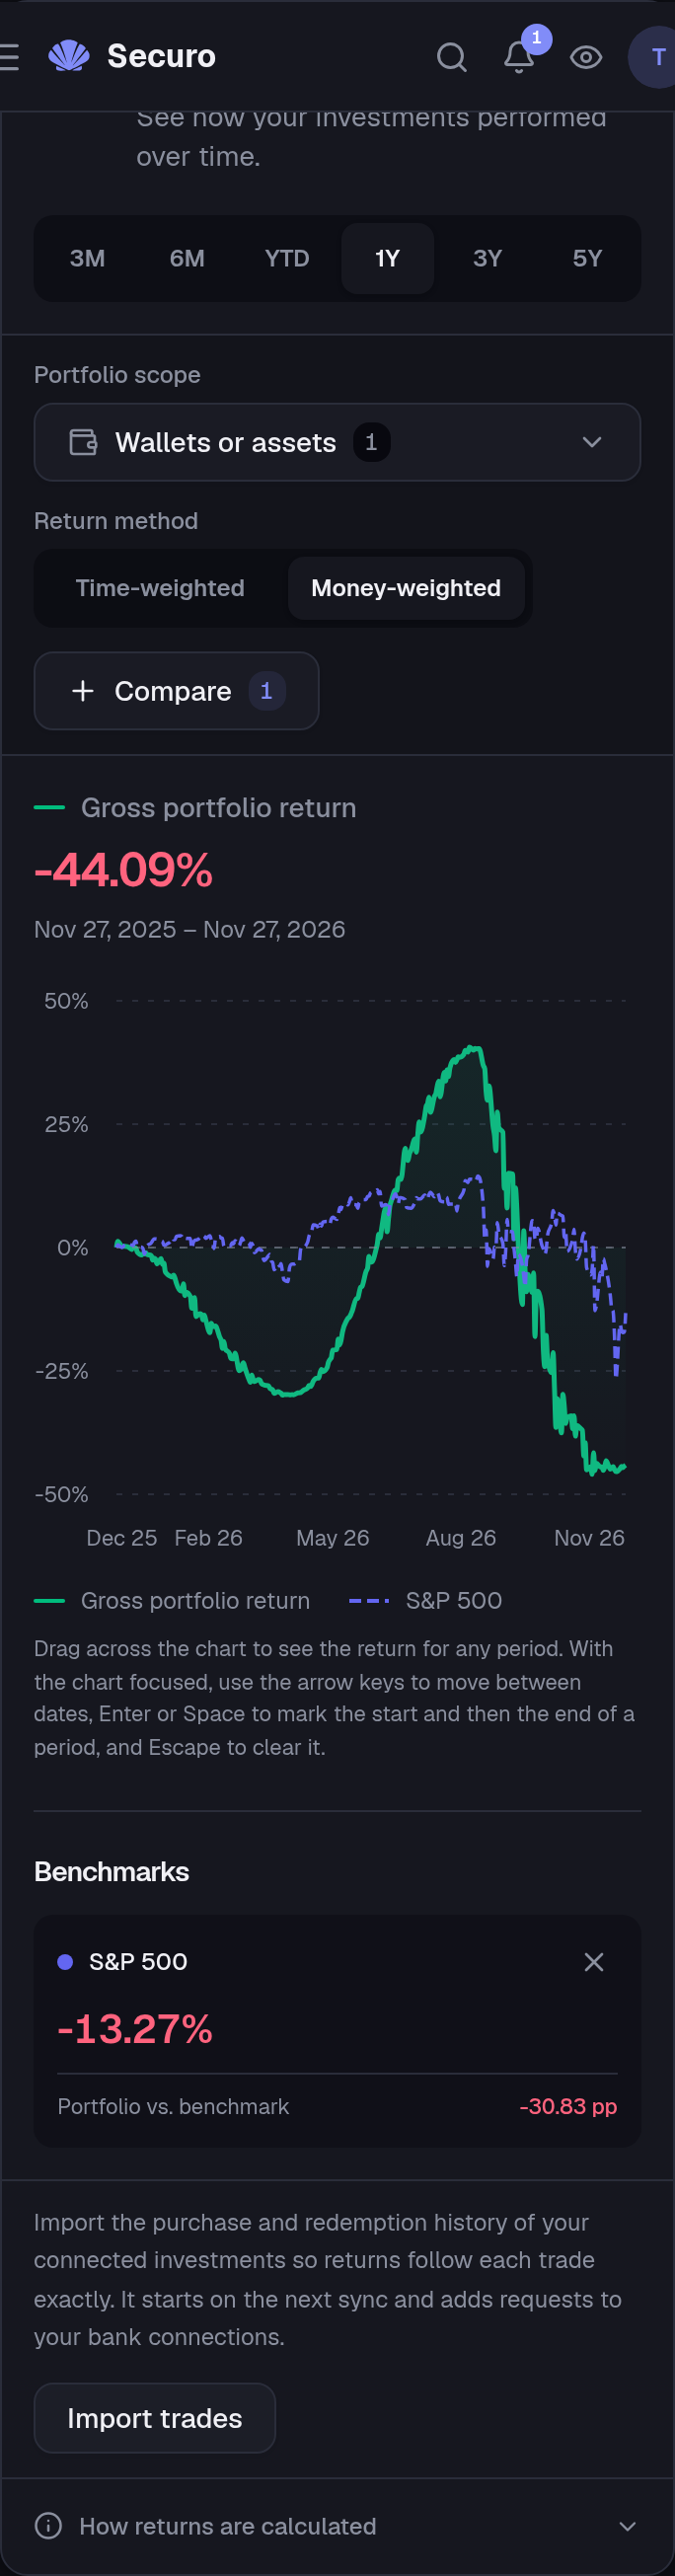 Securo
1
T
See how your investments performed
over time.
3M 6M YTD 1Y 3Y 5Y
Portfolio scope
Wallets or assets 1
Return method
Time-weighted Money-weighted
Compare 1
Gross portfolio return
-44.09%
Nov 27, 2025 – Nov 27, 2026
50%
25%
0%
-25%
-50%
Dec 25 Feb 26 May 26 Aug 26 Nov 26
Gross portfolio return S&P 500
Drag across the chart to see the return for any period. With
the chart focused, use the arrow keys to move between
dates, Enter or Space to mark the start and then the end of a
period, and Escape to clear it.
Benchmarks
S&P 500
-13.27%
Portfolio vs. benchmark -30.83 pp
Import the purchase and redemption history of your
connected investments so returns follow each trade
exactly. It starts on the next sync and adds requests to
your bank connections.
Import trades
How returns are calculated